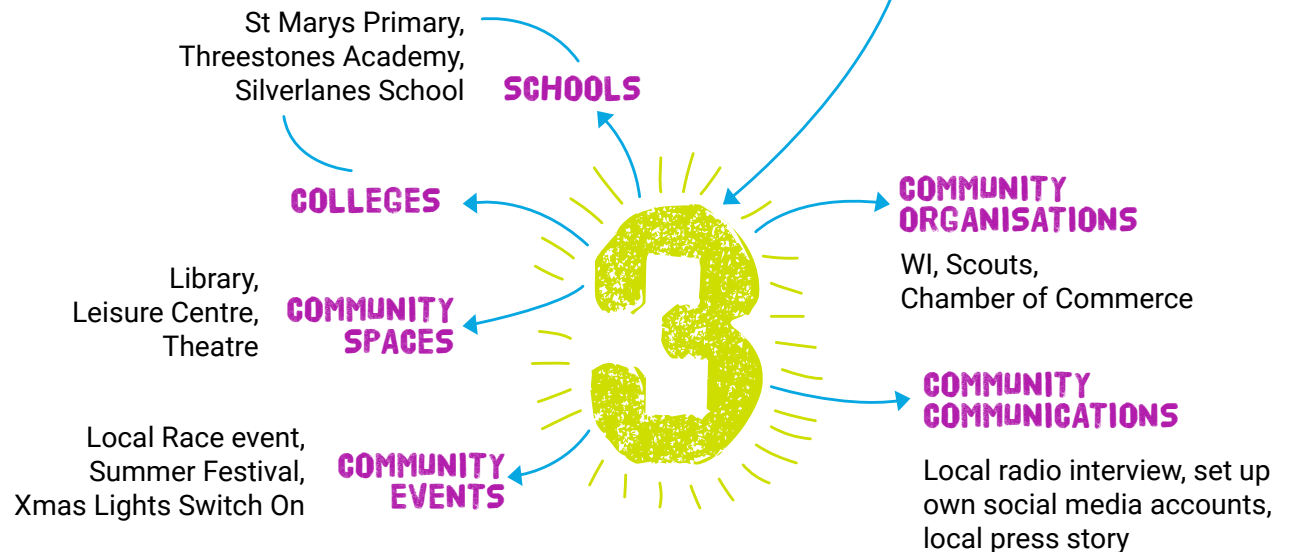 St Marys Primary,
Threestones Academy,
Silverlanes School
SCHOOLS
COLLEGES
Library,
Leisure Centre,
Theatre
COMMUNITY
SPACES
Local Race event,
Summer Festival,
Xmas Lights Switch On
COMMUNITY
EVENTS
3
COMMUNITY
ORGANISATIONS
WI, Scouts,
Chamber of Commerce
COMMUNITY
COMMUNICATIONS
Local radio interview, set up
own social media accounts,
local press story